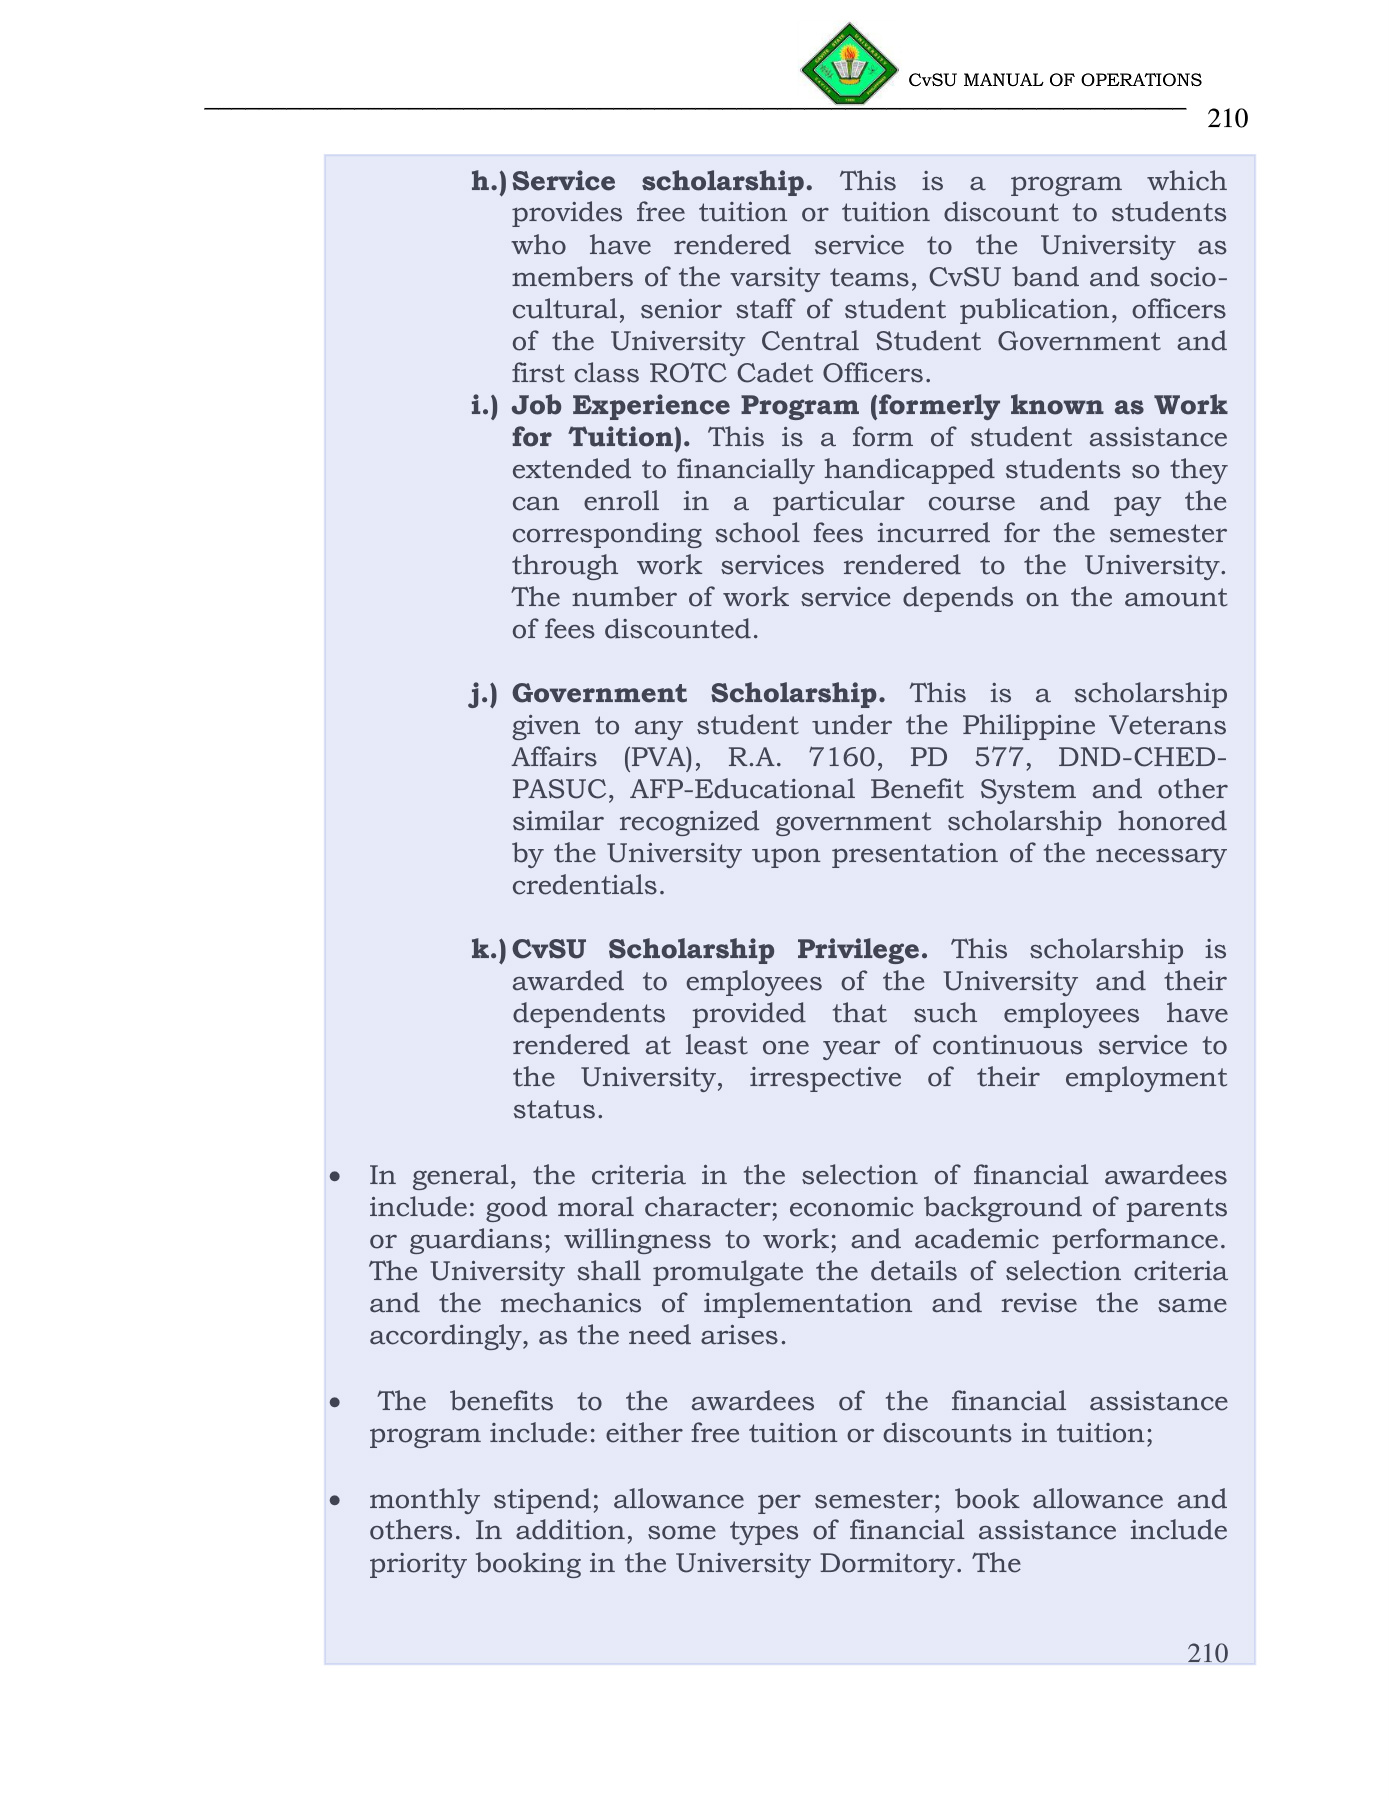 CvSU MANUAL OF OPERATIONS
210
h.) Service scholarship. This is a program which
provides free tuition or tuition discount to students
who have rendered service to the University as
members of the varsity teams, CvSU band and socio-
cultural, senior staff of student publication, officers
of the University Central Student Government and
first class ROTC Cadet Officers.
i.) Job Experience Program (formerly known as Work
for Tuition). This is a form of student assistance
extended to financially handicapped students so they
can enroll in a particular course and pay the
corresponding school fees incurred for the semester
through work services rendered to the University.
The number of work service depends on the amount
of fees discounted.
j.) Government Scholarship. This is a scholarship
given to any student under the Philippine Veterans
Affairs (PVA), R.A. 7160, PD 577, DND-CHED-
PASUC, AFP-Educational Benefit System and other
similar recognized government scholarship honored
by the University upon presentation of the necessary
credentials.
k.) CvSU Scholarship Privilege. This scholarship is
awarded to employees of the University and their
dependents provided that such employees have
rendered at least one year of continuous service to
the University, irrespective of their employment
status.
• In general, the criteria in the selection of financial awardees
include: good moral character; economic background of parents
or guardians; willingness to work; and academic performance.
The University shall promulgate the details of selection criteria
and the mechanics of implementation and revise the same
accordingly, as the need arises.
• The benefits to the awardees of the financial assistance
program include: either free tuition or discounts in tuition;
• monthly stipend; allowance per semester; book allowance and
others. In addition, some types of financial assistance include
priority booking in the University Dormitory. The
210